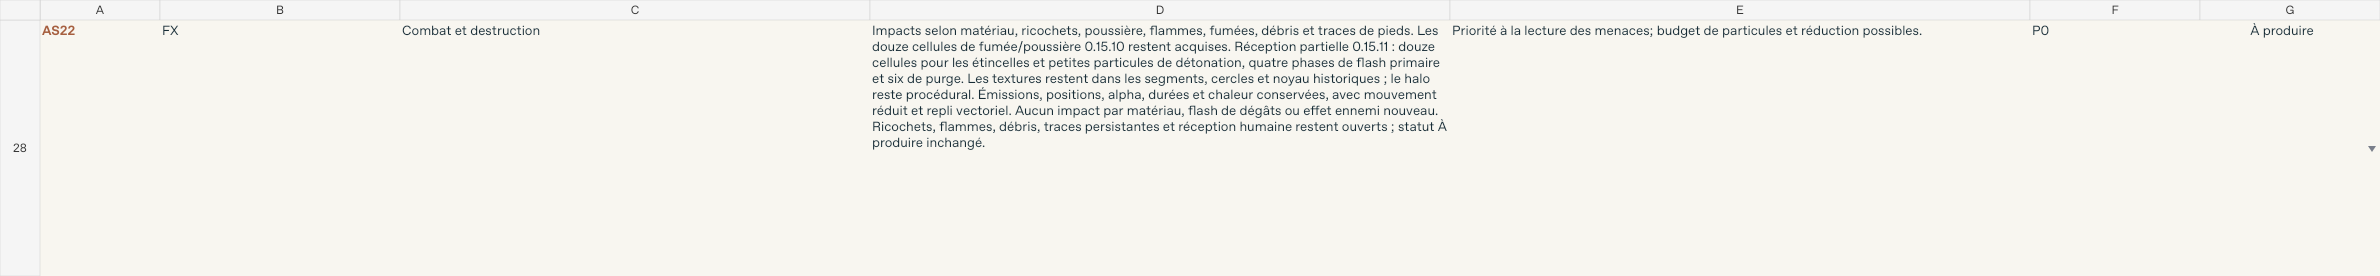 A B C D E F G
28 AS22 FX Combat et destruction Impacts selon matériau, ricochets, poussière, flammes, fumées, débris et traces de pieds. Les Priorité à la lecture des menaces; budget de particules et réduction possibles. P0 À produire
douze cellules de fumée/poussière 0.15.10 restent acquises. Réception partielle 0.15.11 : douze
cellules pour les étincelles et petites particules de détonation, quatre phases de flash primaire
et six de purge. Les textures restent dans les segments, cercles et noyau historiques ; le halo
reste procédural. Émissions, positions, alpha, durées et chaleur conservées, avec mouvement
réduit et repli vectoriel. Aucun impact par matériau, flash de dégâts ou effet ennemi nouveau.
Ricochets, flammes, débris, traces persistantes et réception humaine restent ouverts ; statut À
produire inchangé.